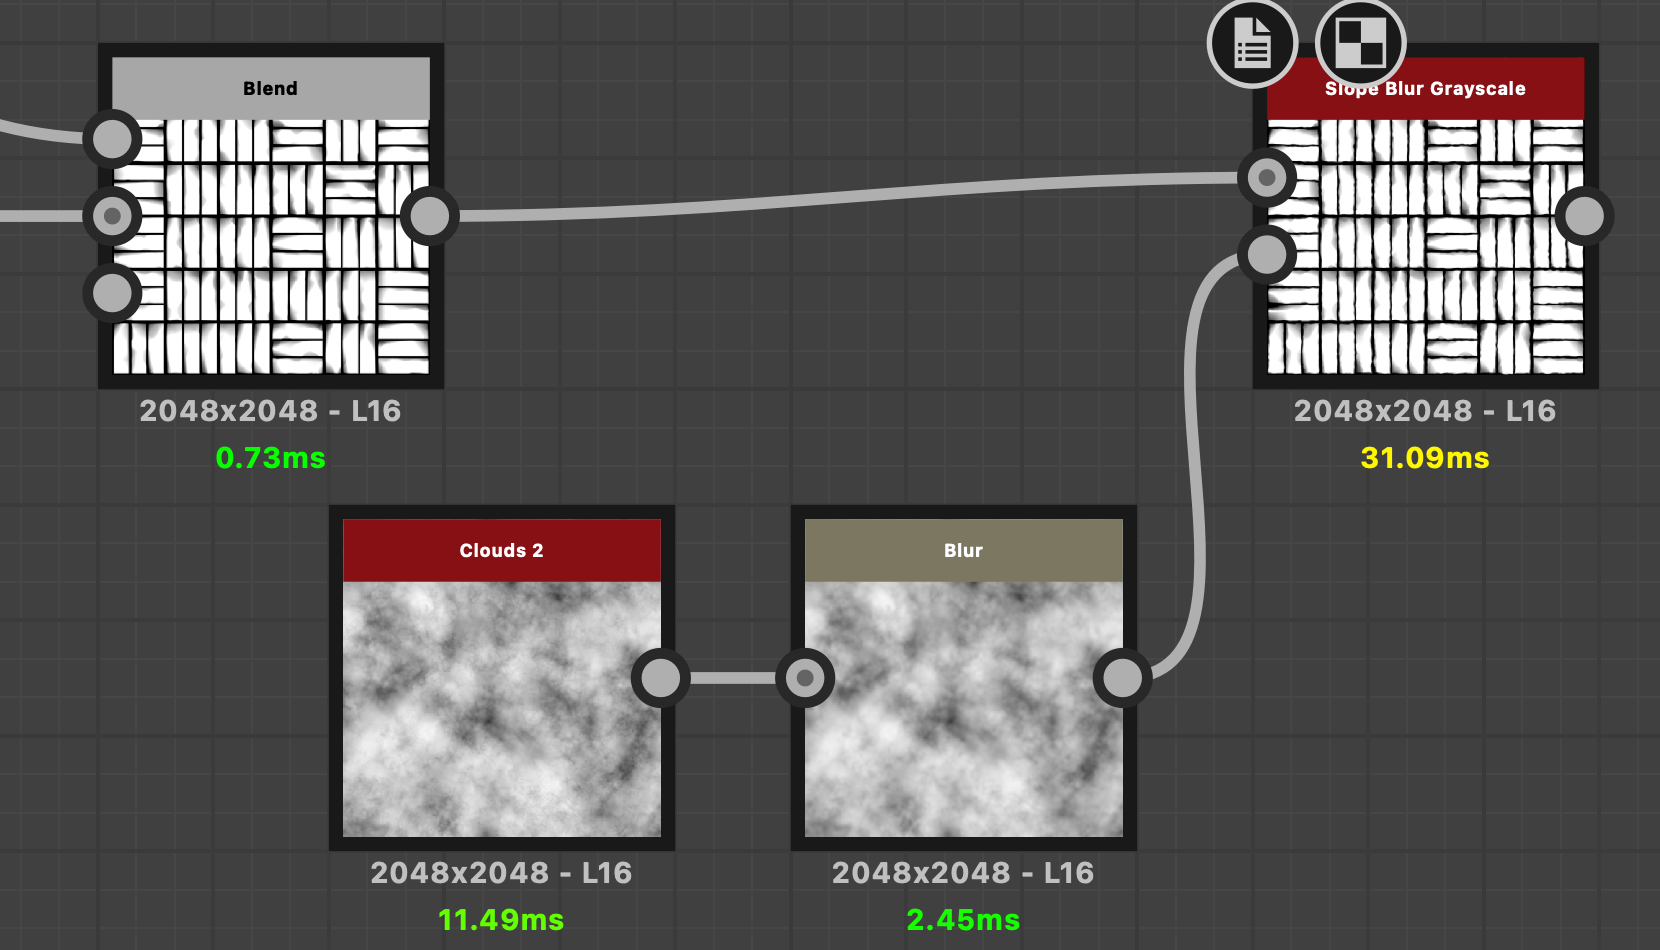 Blend
2048x2048 - L16
0.73ms
Slope Blur Grayscale
2048x2048 - L16
31.09ms
Clouds 2
2048x2048 - L16
11.49ms
Blur
2048x2048 - L16
2.45ms